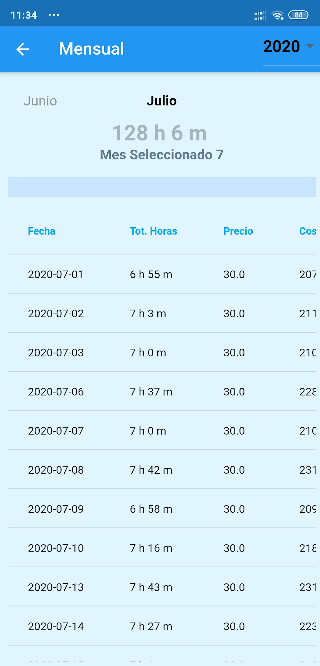 11:34 ... 84
Mensual 2020
Junio Julio
128 h 6 m
Mes Seleccionado 7
Fecha Tot. Horas Precio Cos
2020-07-01 6 h 55 m 30.0 207
2020-07-02 7 h 3 m 30.0 211
2020-07-03 7 h 0 m 30.0 210
2020-07-06 7 h 37 m 30.0 228
2020-07-07 7 h 0 m 30.0 210
2020-07-08 7 h 42 m 30.0 231
2020-07-09 6 h 58 m 30.0 209
2020-07-10 7 h 16 m 30.0 218
2020-07-13 7 h 43 m 30.0 231
2020-07-14 7 h 27 m 30.0 223